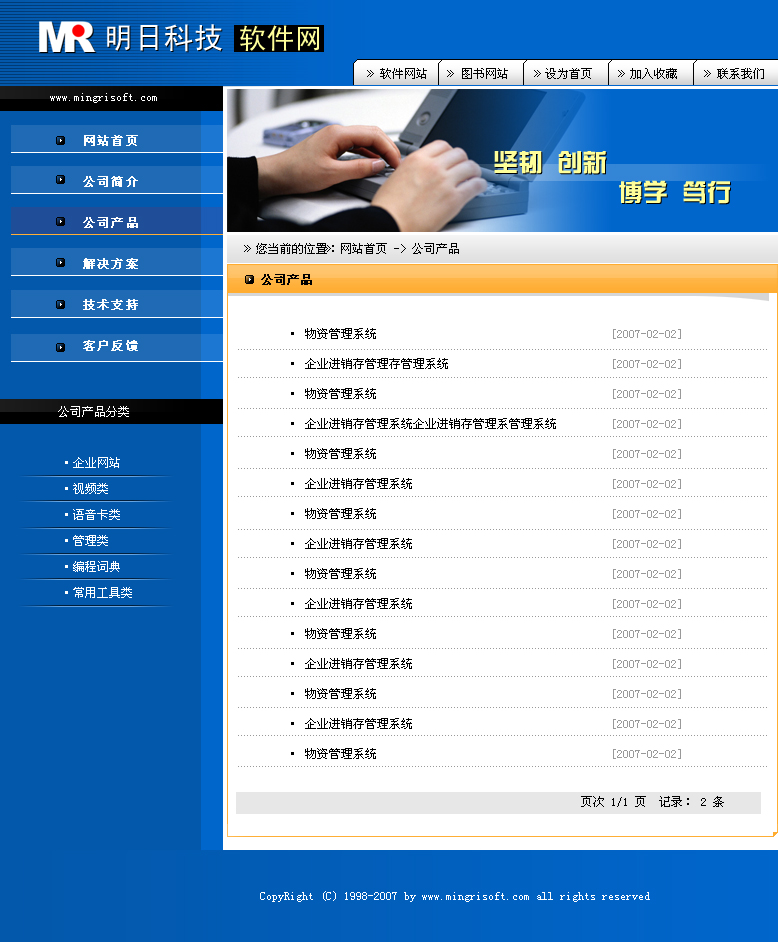 MR 明日科技 软件网
» 软件网站 » 图书网站 » 设为首页 » 加入收藏 » 联系我们
www.mingrisoft.com
网站首页
公司简介
公司产品
解决方案
技术支持
客户反馈
公司产品分类
·企业网站
·视频类
·语音卡类
·管理类
·编程词典
·常用工具类
坚韧 创新
博学 笃行
» 您当前的位置»: 网站首页 -> 公司产品
公司产品
· 物资管理系统 [2007-02-02]
· 企业进销存管理存管理系统 [2007-02-02]
· 物资管理系统 [2007-02-02]
· 企业进销存管理系统企业进销存管理系管理系统 [2007-02-02]
· 物资管理系统 [2007-02-02]
· 企业进销存管理系统 [2007-02-02]
· 物资管理系统 [2007-02-02]
· 企业进销存管理系统 [2007-02-02]
· 物资管理系统 [2007-02-02]
· 企业进销存管理系统 [2007-02-02]
· 物资管理系统 [2007-02-02]
· 企业进销存管理系统 [2007-02-02]
· 物资管理系统 [2007-02-02]
· 企业进销存管理系统 [2007-02-02]
· 物资管理系统 [2007-02-02]
页次 1/1 页 记录: 2 条
CopyRight (C) 1998-2007 by www.mingrisoft.com all rights reserved